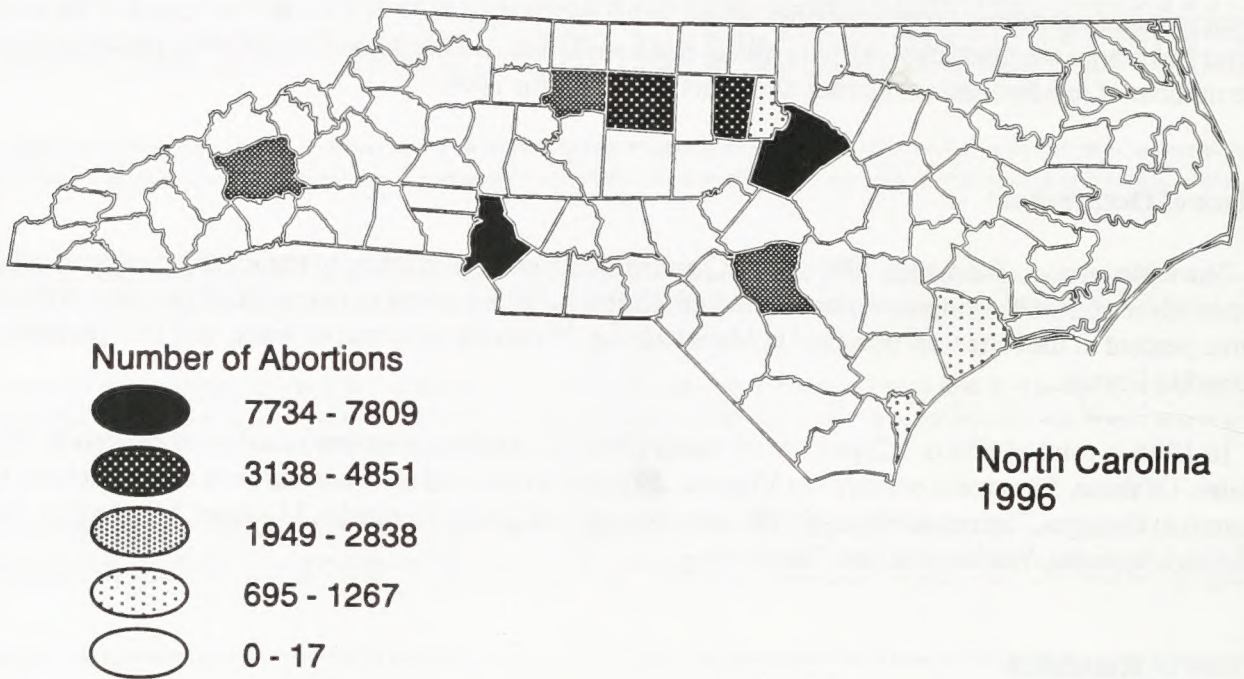 Number of Abortions
7734 - 7809
3138 - 4851
1949 - 2838
695 - 1267
0 - 17
North Carolina
1996